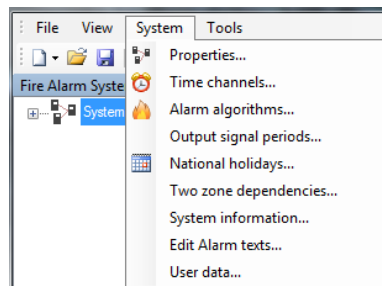 File View System Tools
Properties...
Fire Alarm Syste
Time channels...
System
Alarm algorithms...
Output signal periods...
National holidays...
Two zone dependencies...
System information...
Edit Alarm texts...
User data...